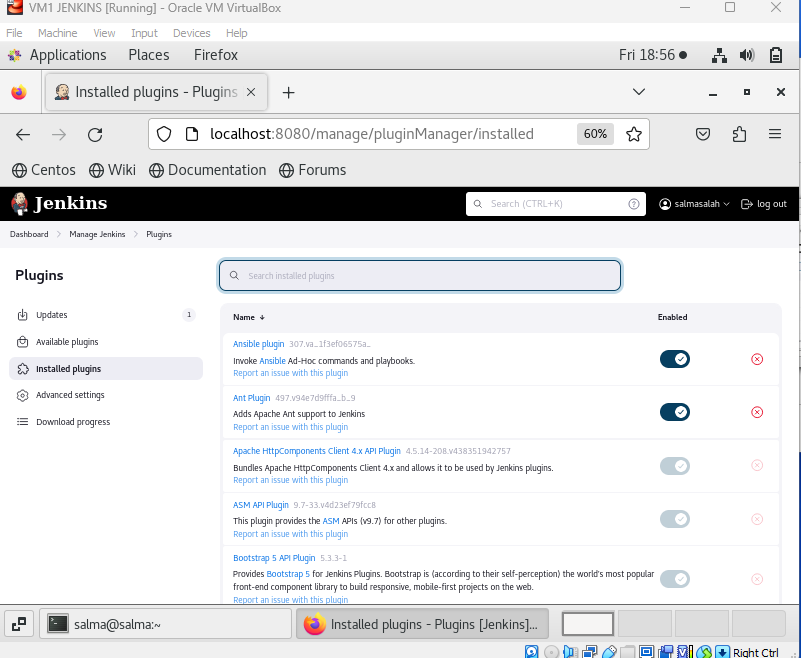 VM1 JENKINS [Running] - Oracle VM VirtualBox
File Machine View Input Devices Help
Applications Places Firefox Fri 18:56
Installed plugins - Plugins
localhost:8080/manage/pluginManager/installed 60%
Centos Wiki Documentation Forums
Jenkins Search (CTRL+K) salmasalah log out
Dashboard Manage Jenkins Plugins
Plugins
Updates 1
Available plugins
Installed plugins
Advanced settings
Download progress
Search installed plugins
Name ↓ Enabled
Ansible plugin 307.va_1f3ef06575a_
Invoke Ansible Ad-Hoc commands and playbooks.
Report an issue with this plugin
Ant Plugin 497.v94e7d9fffa_b_9
Adds Apache Ant support to Jenkins
Report an issue with this plugin
Apache HttpComponents Client 4.x API Plugin 4.5.14-208.v438351942757
Bundles Apache HttpComponents Client 4.x and allows it to be used by Jenkins plugins.
Report an issue with this plugin
ASM API Plugin 9.7-33.v4d23ef79fcc8
This plugin provides the ASM APIs (v9.7) for other plugins.
Report an issue with this plugin
Bootstrap 5 API Plugin 5.3.3-1
Provides Bootstrap 5 for Jenkins Plugins. Bootstrap is (according to their self-perception) the world's most popular
front-end component library to build responsive, mobile-first projects on the web.
Report an issue with this plugin
salma@salma:~ Installed plugins - Plugins [Jenkins]...
Right Ctrl